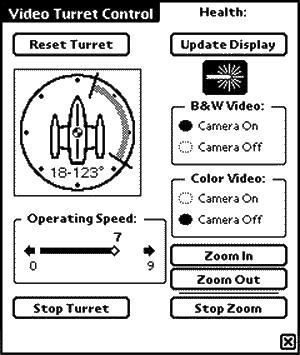 Video Turret Control
Health:
Reset Turret
Update Display
18-123°
B&W Video:
Camera On
Camera Off
Color Video:
Camera On
Camera Off
Operating Speed:
7
0
9
Zoom In
Zoom Out
Stop Turret
Stop Zoom